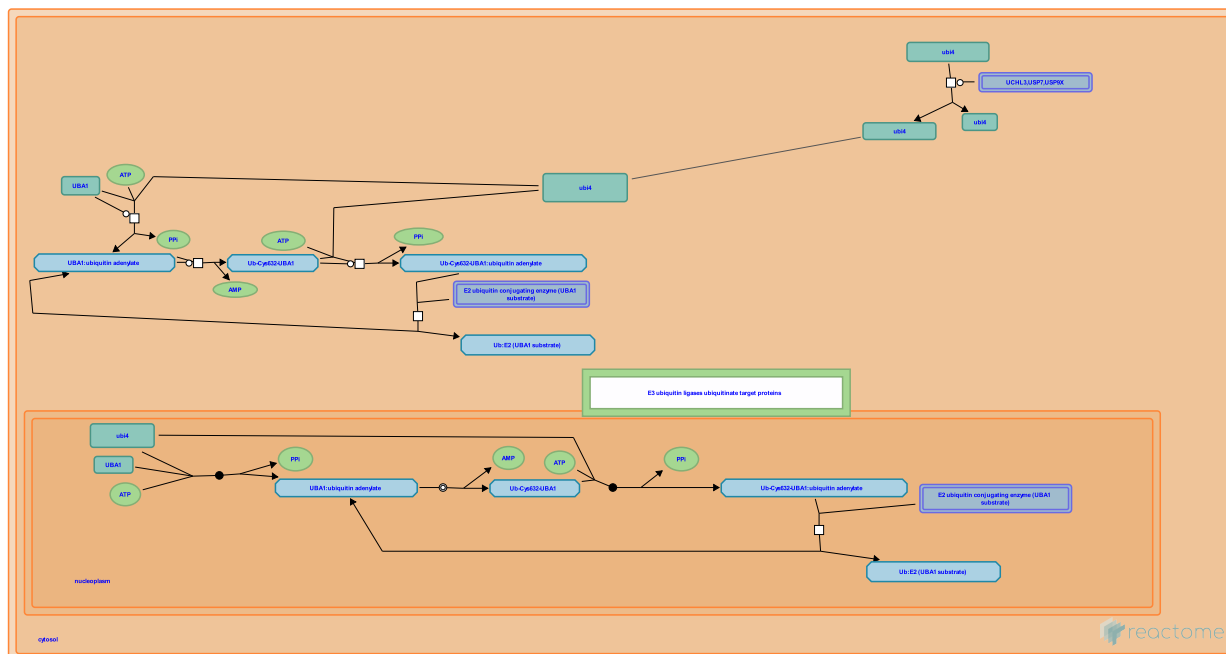 ubi4
UCHL3,USP7,USP9X
ubi4
ubi4
ATP
UBA1
ubi4
PPi
ATP
PPi
UBA1:ubiquitin adenylate
Ub-Cys632-UBA1
Ub-Cys632-UBA1:ubiquitin adenylate
AMP
E2 ubiquitin conjugating enzyme (UBA1
substrate)
Ub:E2 (UBA1 substrate)
E3 ubiquitin ligases ubiquitinate target proteins
ubi4
UBA1
ATP
PPi
AMP
ATP
PPi
UBA1:ubiquitin adenylate
Ub-Cys632-UBA1
Ub-Cys632-UBA1:ubiquitin adenylate
E2 ubiquitin conjugating enzyme (UBA1
substrate)
Ub:E2 (UBA1 substrate)
nucleoplasm
cytosol
reactome